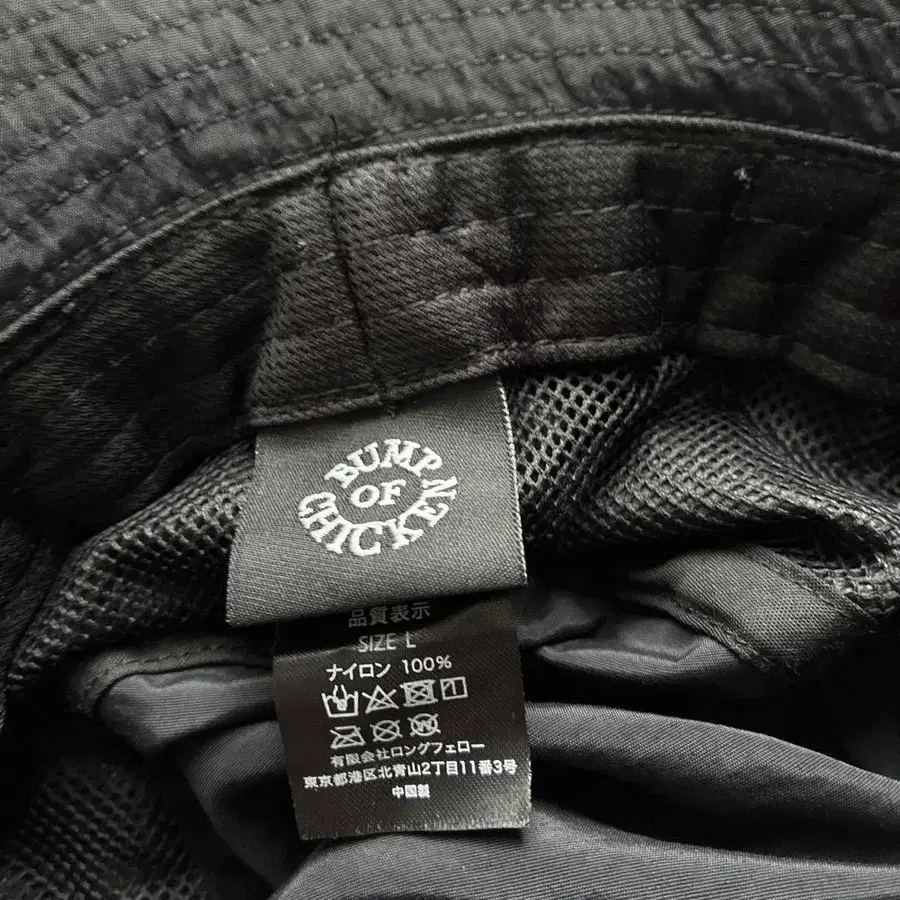 BUMP
OF
CHICKEN
品質表示
SIZE L
ナイロン 100%
有限会社ロングフェロー
東京都港区北青山2丁目11番3号
中国製